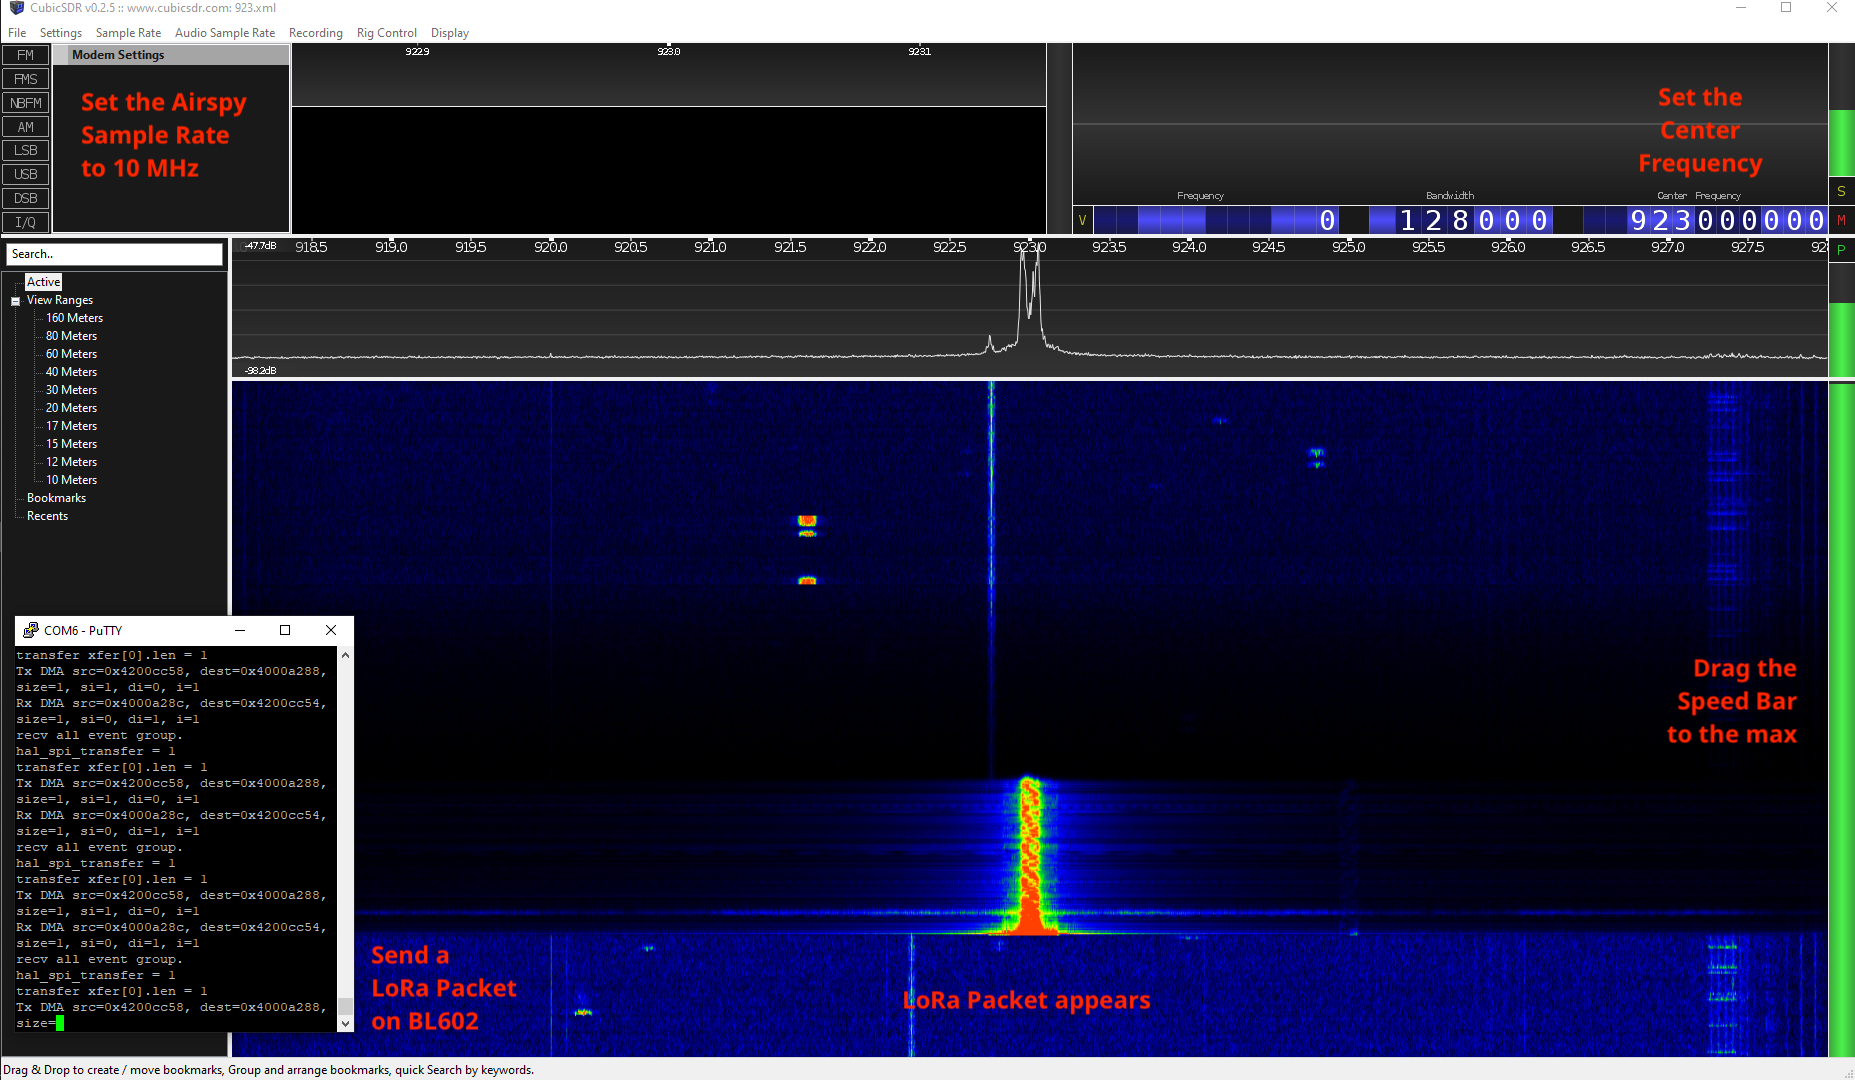 CubicSDR v0.2.5 :: www.cubicsdr.com: 923.xml
File Settings Sample Rate Audio Sample Rate Recording Rig Control Display
FM
FMS
NBFM
AM
LSB
USB
DSB
I/Q
Modem Settings
Set the Airspy
Sample Rate
to 10 MHz
922.9 923.0 923.1
Set the
Center
Frequency
Frequency Bandwidth Center Frequency
V 0 128000 923000000
S
M
P
Search..
Active
View Ranges
160 Meters
80 Meters
60 Meters
40 Meters
30 Meters
20 Meters
17 Meters
15 Meters
12 Meters
10 Meters
Bookmarks
Recents
-47.7dB 918.5 919.0 919.5 920.0 920.5 921.0 921.5 922.0 922.5 923.0 923.5 924.0 924.5 925.0 925.5 926.0 926.5 927.0 927.5
-98.2dB
Drag the
Speed Bar
to the max
COM6 - PuTTY
transfer xfer[0].len = 1
Tx DMA src=0x4200cc58, dest=0x4000a288,
size=1, si=1, di=0, i=1
Rx DMA src=0x4000a28c, dest=0x4200cc54,
size=1, si=0, di=1, i=1
recv all event group.
hal_spi_transfer = 1
transfer xfer[0].len = 1
Tx DMA src=0x4200cc58, dest=0x4000a288,
size=1, si=1, di=0, i=1
Rx DMA src=0x4000a28c, dest=0x4200cc54,
size=1, si=0, di=1, i=1
recv all event group.
hal_spi_transfer = 1
transfer xfer[0].len = 1
Tx DMA src=0x4200cc58, dest=0x4000a288,
size=1, si=1, di=0, i=1
Rx DMA src=0x4000a28c, dest=0x4200cc54,
size=1, si=0, di=1, i=1
recv all event group.
hal_spi_transfer = 1
transfer xfer[0].len = 1
Tx DMA src=0x4200cc58, dest=0x4000a288,
size=
Send a
LoRa Packet
on BL602
LoRa Packet appears
Drag & Drop to create / move bookmarks, Group and arrange bookmarks, quick Search by keywords.